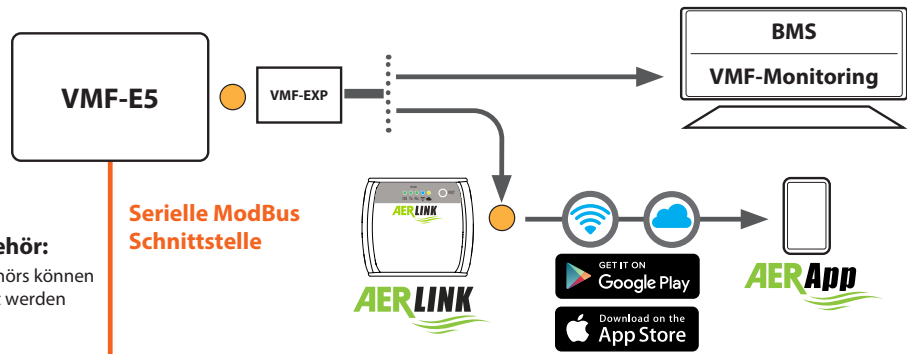 BMS
VMF-Monitoring
VMF-E5
VMF-EXP
Serielle ModBus
Schnittstelle
ehör:
hörs können
t werden
AERLINK
AERLINK
GET IT ON
Google Play
Download on the
App Store
AERApp